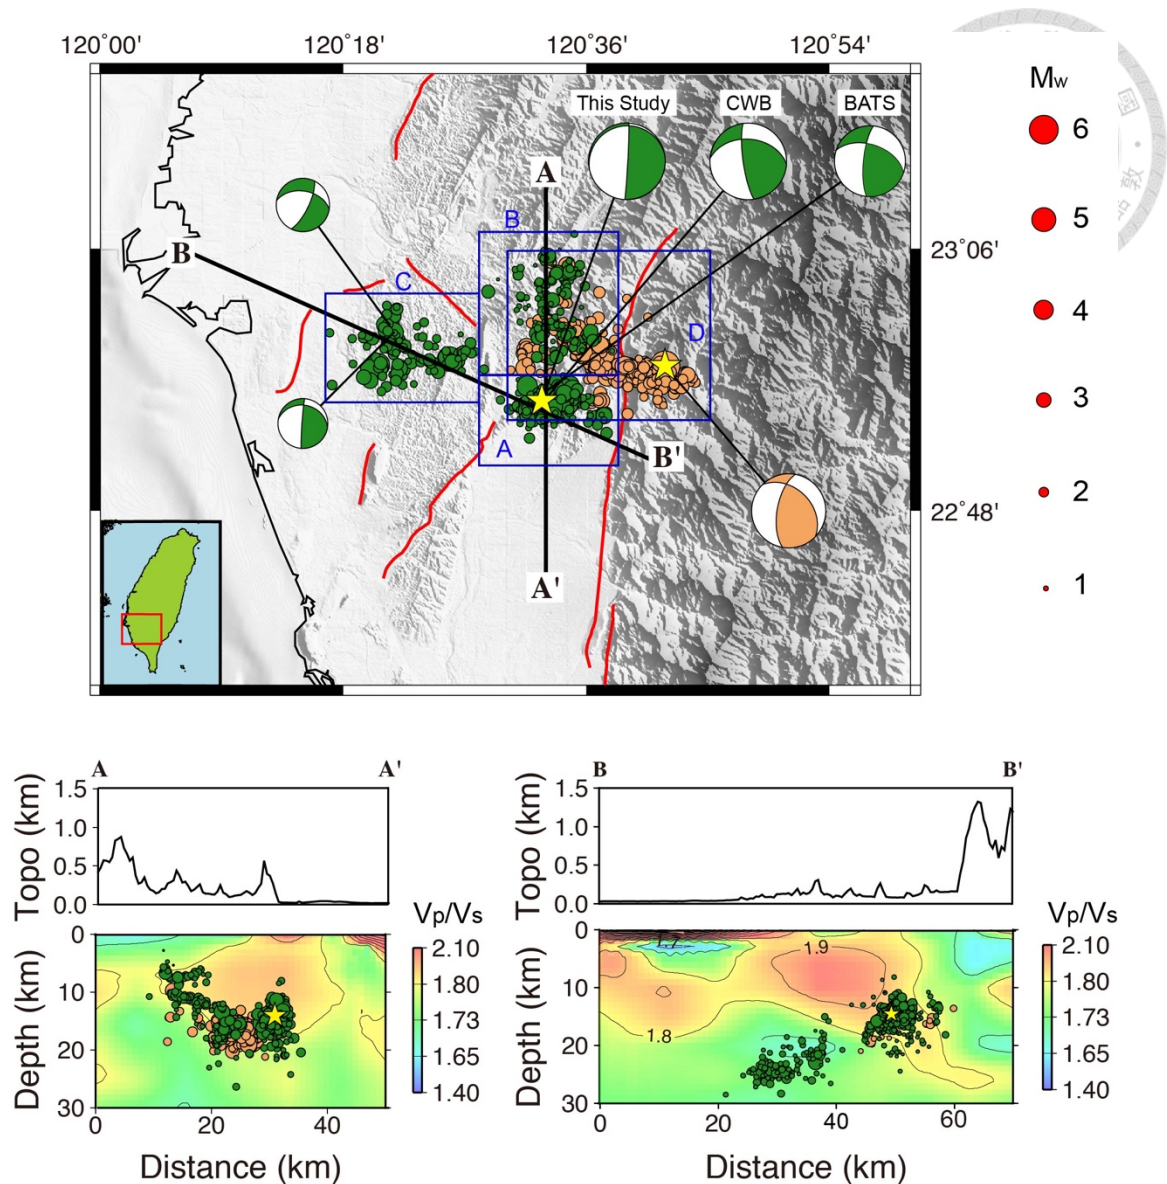 120°00' 120°18' 120°36' 120°54'
This Study CWB BATS
Mw
6
5
4
3
2
1
A
B
B
C
D
23°06'
A
B'
22°48'
A'
A A'
Topo (km)
1.5
1.0
0.5
0.0
Depth (km)
0
10
20
30
0 20 40
Distance (km)
Vp/Vs
2.10
1.80
1.73
1.65
1.40
B B'
Topo (km)
1.5
1.0
0.5
0.0
Depth (km)
0
10
20
30
1.7
1.9
1.8
0 20 40 60
Distance (km)
Vp/Vs
2.10
1.80
1.73
1.65
1.40